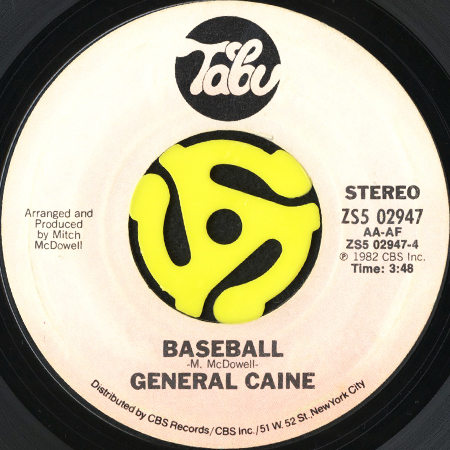 Tabu
Arranged and
Produced
by Mitch
McDowell
STEREO
ZS5 02947
AA-AF
ZS5 02947-4
℗ 1982 CBS Inc.
Time: 3:48
BASEBALL
-M. McDowell-
GENERAL CAINE
Distributed by CBS Records/CBS Inc./51 W. 52 St., New York City